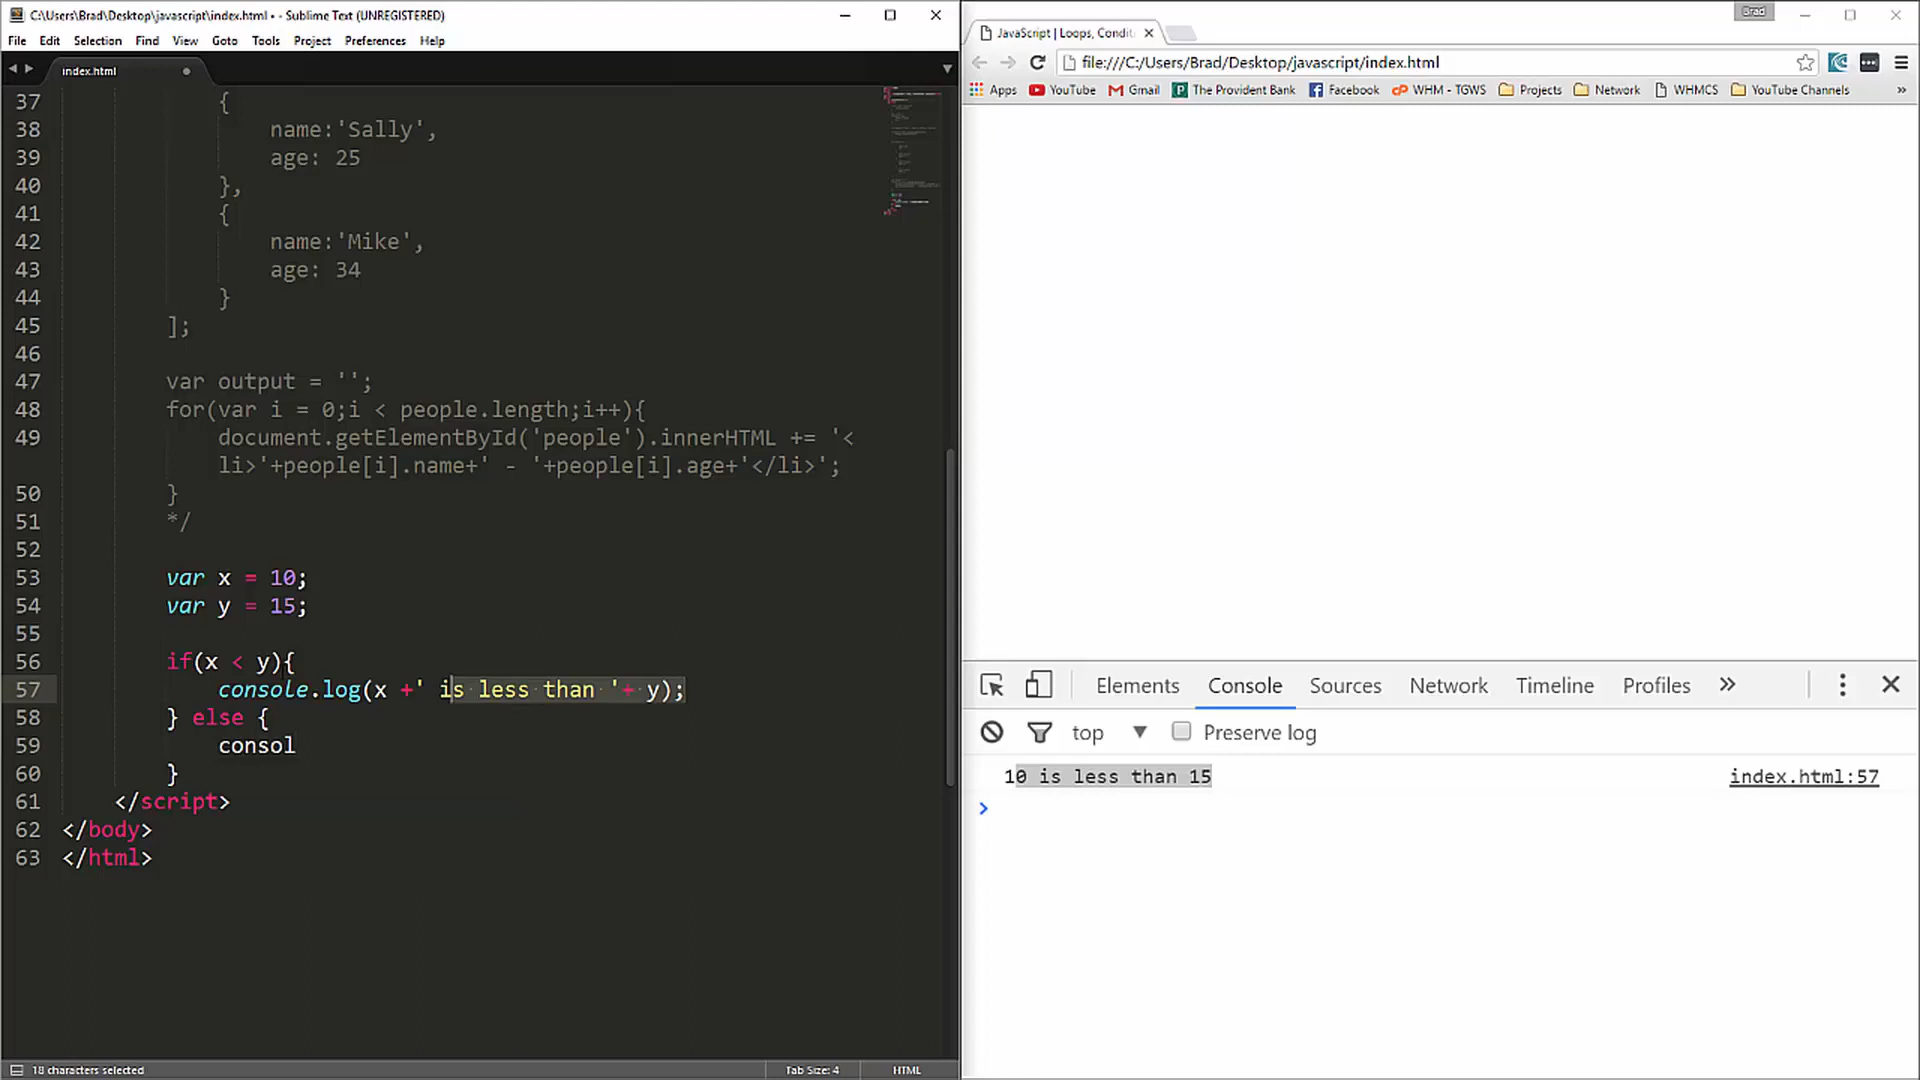 C:\Users\Brad\Desktop\javascript\index.html • - Sublime Text (UNREGISTERED)
File Edit Selection Find View Goto Tools Project Preferences Help
index.html
37 {
38 name:'Sally',
39 age: 25
40 },
41 {
42 name:'Mike',
43 age: 34
44 }
45 ];
46
47 var output = '';
48 for(var i = 0;i < people.length;i++){
49 document.getElementById('people').innerHTML += '<
li>'+people[i].name+' - '+people[i].age+'</li>';
50 }
51 */
52
53 var x = 10;
54 var y = 15;
55
56 if(x < y){
57 console.log(x +' is less than '+ y);
58 } else {
59 consol
60 }
61 </script>
62 </body>
63 </html>
18 characters selected Tab Size: 4 HTML
Brad
JavaScript | Loops, Condit
file:///C:/Users/Brad/Desktop/javascript/index.html
Apps YouTube Gmail The Provident Bank Facebook WHM - TGWS Projects Network WHMCS YouTube Channels »
Elements Console Sources Network Timeline Profiles »
top Preserve log
10 is less than 15 index.html:57
>